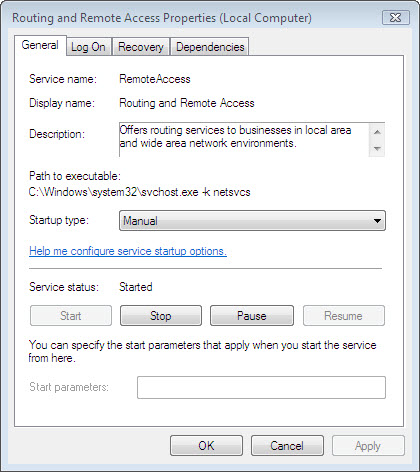 Routing and Remote Access Properties (Local Computer)
General Log On Recovery Dependencies
Service name: RemoteAccess
Display name: Routing and Remote Access
Description: Offers routing services to businesses in local area
and wide area network environments.
Path to executable:
C:\Windows\system32\svchost.exe -k netsvcs
Startup type: Manual
Help me configure service startup options.
Service status: Started
Start Stop Pause Resume
You can specify the start parameters that apply when you start the service
from here.
Start parameters:
OK Cancel Apply